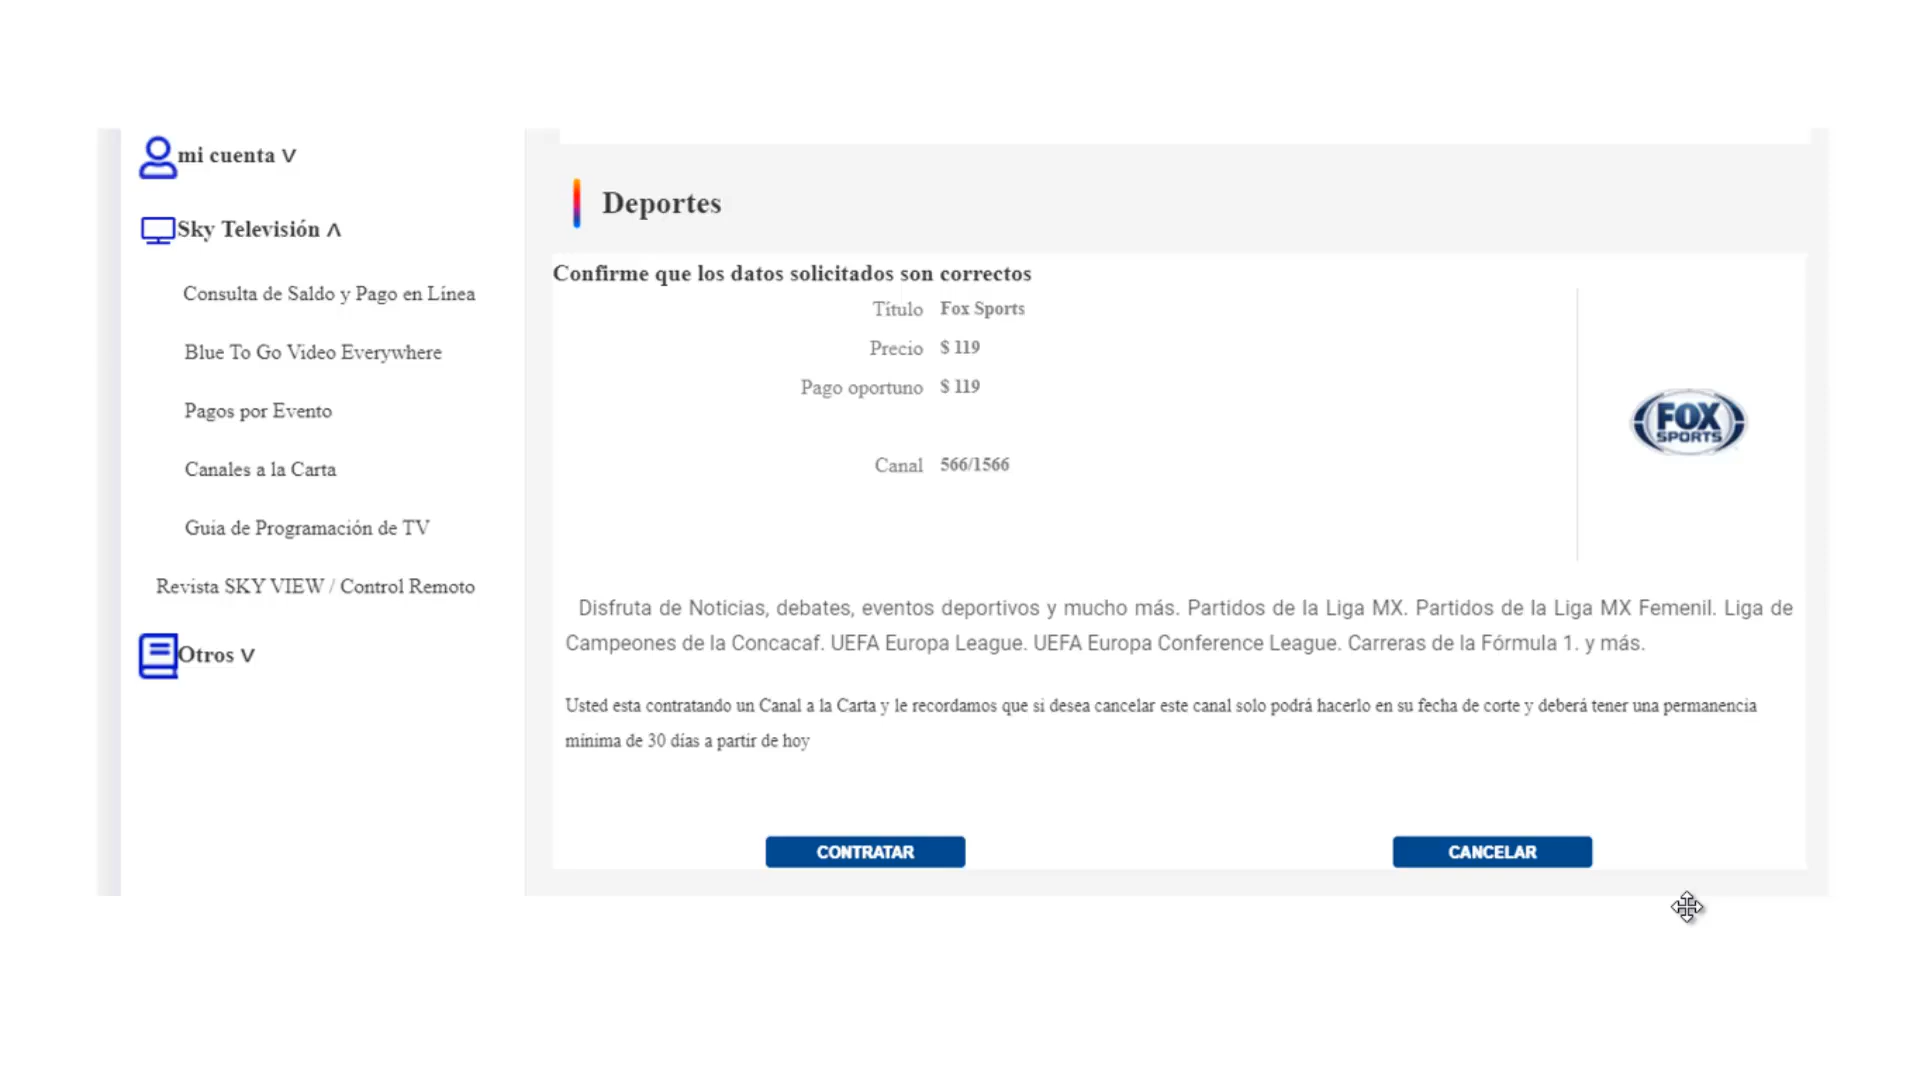 mi cuenta V
Sky Televisión Λ
Consulta de Saldo y Pago en Línea
Blue To Go Video Everywhere
Pagos por Evento
Canales a la Carta
Guia de Programación de TV
Revista SKY VIEW / Control Remoto
Otros V
Deportes
Confirme que los datos solicitados son correctos
Título Fox Sports
Precio $ 119
Pago oportuno $ 119
Canal 566/1566
FOX
SPORTS
Disfruta de Noticias, debates, eventos deportivos y mucho más. Partidos de la Liga MX. Partidos de la Liga MX Femenil. Liga de
Campeones de la Concacaf. UEFA Europa League. UEFA Europa Conference League. Carreras de la Fórmula 1. y más.
Usted esta contratando un Canal a la Carta y le recordamos que si desea cancelar este canal solo podrá hacerlo en su fecha de corte y deberá tener una permanencia
mínima de 30 días a partir de hoy
CONTRATAR
CANCELAR